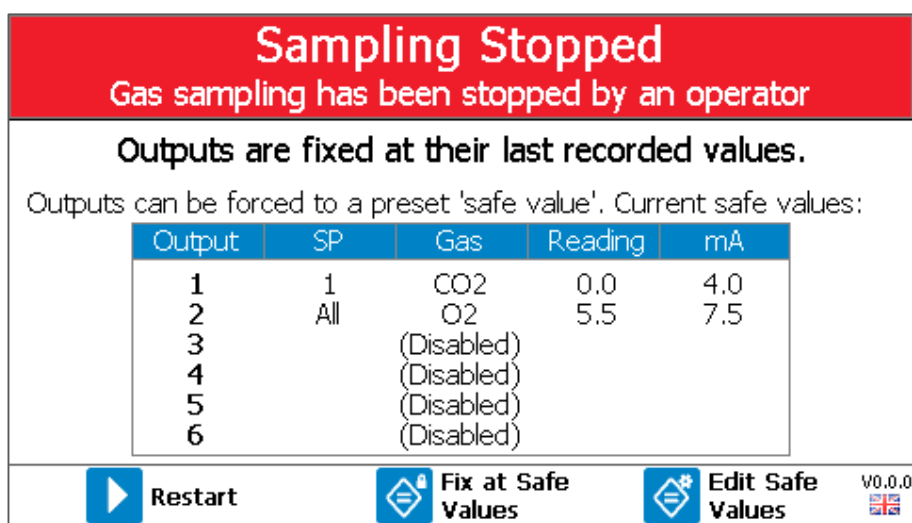 Sampling Stopped
Gas sampling has been stopped by an operator
Outputs are fixed at their last recorded values.
Outputs can be forced to a preset 'safe value'. Current safe values:
Output SP Gas Reading mA
1 1 CO2 0.0 4.0
2 All O2 5.5 7.5
3 (Disabled)
4 (Disabled)
5 (Disabled)
6 (Disabled)
Restart
Fix at Safe
Values
Edit Safe
Values
V0.0.0